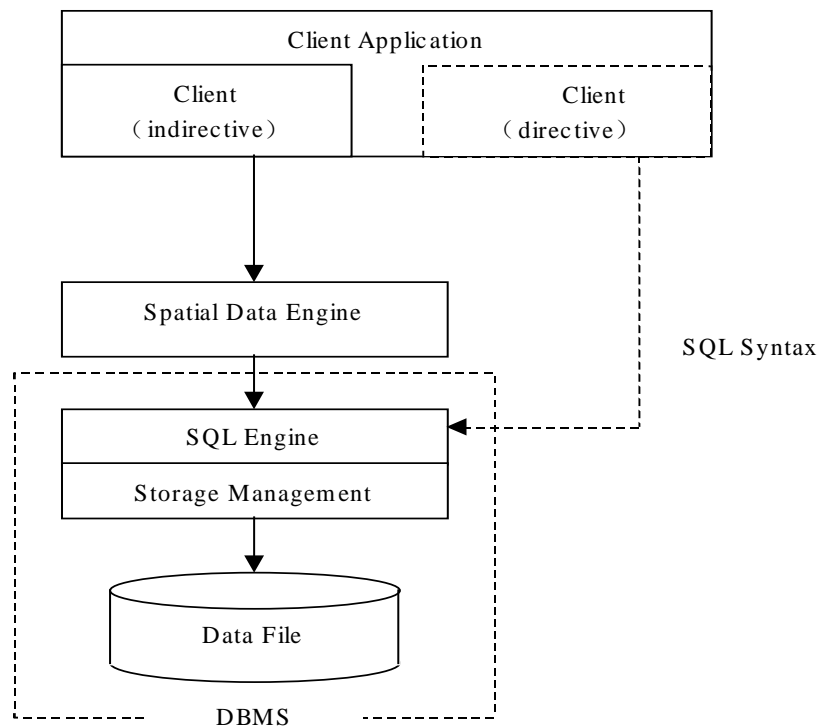 Client Application
Client
（indirective）
Client
（directive）
Spatial Data Engine
SQL Syntax
SQL Engine
Storage Management
Data File
DBMS